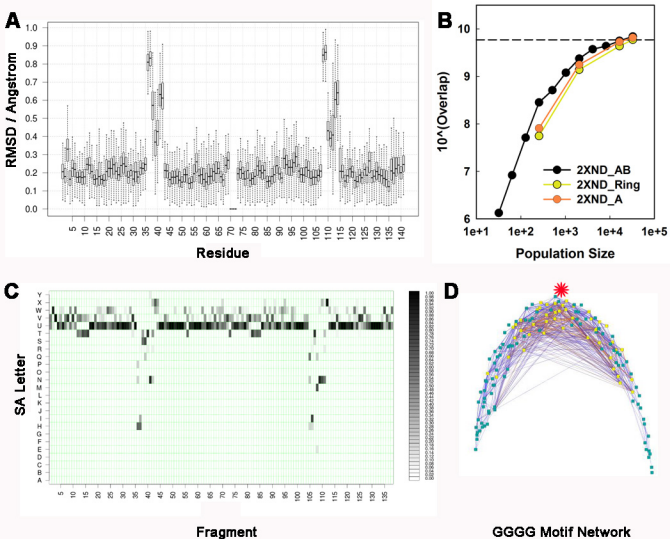 A
RMSD / Angstrom
1.0
0.9
0.8
0.7
0.6
0.5
0.4
0.3
0.2
0.1
0.0
5 10 15 20 25 30 35 40 45 50 55 60 65 70 75 80 85 90 95 100 105 110 115 120 125 130 135 140
Residue
B
10^(Overlap)
10
9
8
7
6
2XND_AB
2XND_Ring
2XND_A
1e+1 1e+2 1e+3 1e+4 1e+5
Population Size
C
SA Letter
Y
X
W
V
U
T
S
R
Q
P
O
N
M
L
K
J
I
H
G
F
E
D
C
B
A
5 10 15 20 25 30 35 40 45 50 55 60 65 70 75 80 85 90 95 100 105 110 115 120 125 130 135
Fragment
D
GGGG Motif Network